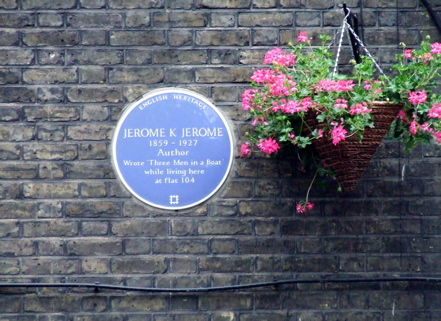 ENGLISH HERITAGE
JEROME K JEROME
1859 - 1927
Author
Wrote 'Three Men in a Boat'
while living here
at Flat 104